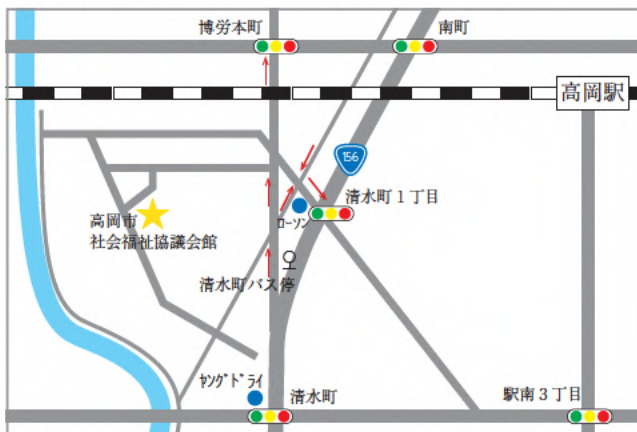 博労本町
南町
高岡駅
156
清水町1丁目
高岡市
社会福祉協議会館
ﾛｰｿﾝ
清水町バス停
ﾔﾝｸﾞﾄﾞﾗｲ
清水町
駅南3丁目